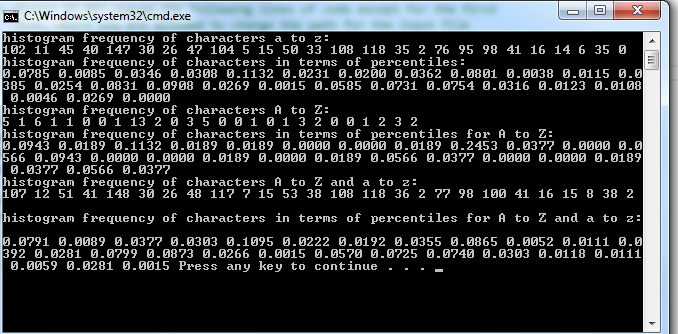 C:\Windows\system32\cmd.exe
histogram frequency of characters a to z:
102 11 45 40 147 30 26 47 104 5 15 50 33 108 118 35 2 76 95 98 41 16 14 6 35 0
histogram frequency of characters in terms of percentiles:
0.0785 0.0085 0.0346 0.0308 0.1132 0.0231 0.0200 0.0362 0.0801 0.0038 0.0115 0.0
385 0.0254 0.0831 0.0908 0.0269 0.0015 0.0585 0.0731 0.0754 0.0316 0.0123 0.0108
0.0046 0.0269 0.0000
histogram frequency of characters A to Z:
5 1 6 1 1 0 0 1 13 2 0 3 5 0 0 1 0 1 3 2 0 0 1 2 3 2
histogram frequency of characters in terms of percentiles for A to Z:
0.0943 0.0189 0.1132 0.0189 0.0189 0.0000 0.0000 0.0189 0.2453 0.0377 0.0000 0.0
566 0.0943 0.0000 0.0000 0.0189 0.0000 0.0189 0.0566 0.0377 0.0000 0.0000 0.0189
0.0377 0.0566 0.0377
histogram frequency of characters A to Z and a to z:
107 12 51 41 148 30 26 48 117 7 15 53 38 108 118 36 2 77 98 100 41 16 15 8 38 2
histogram frequency of characters in terms of percentiles for A to Z and a to z:
0.0791 0.0089 0.0377 0.0303 0.1095 0.0222 0.0192 0.0355 0.0865 0.0052 0.0111 0.0
392 0.0281 0.0799 0.0873 0.0266 0.0015 0.0570 0.0725 0.0740 0.0303 0.0118 0.0111
0.0059 0.0281 0.0015 Press any key to continue . . .